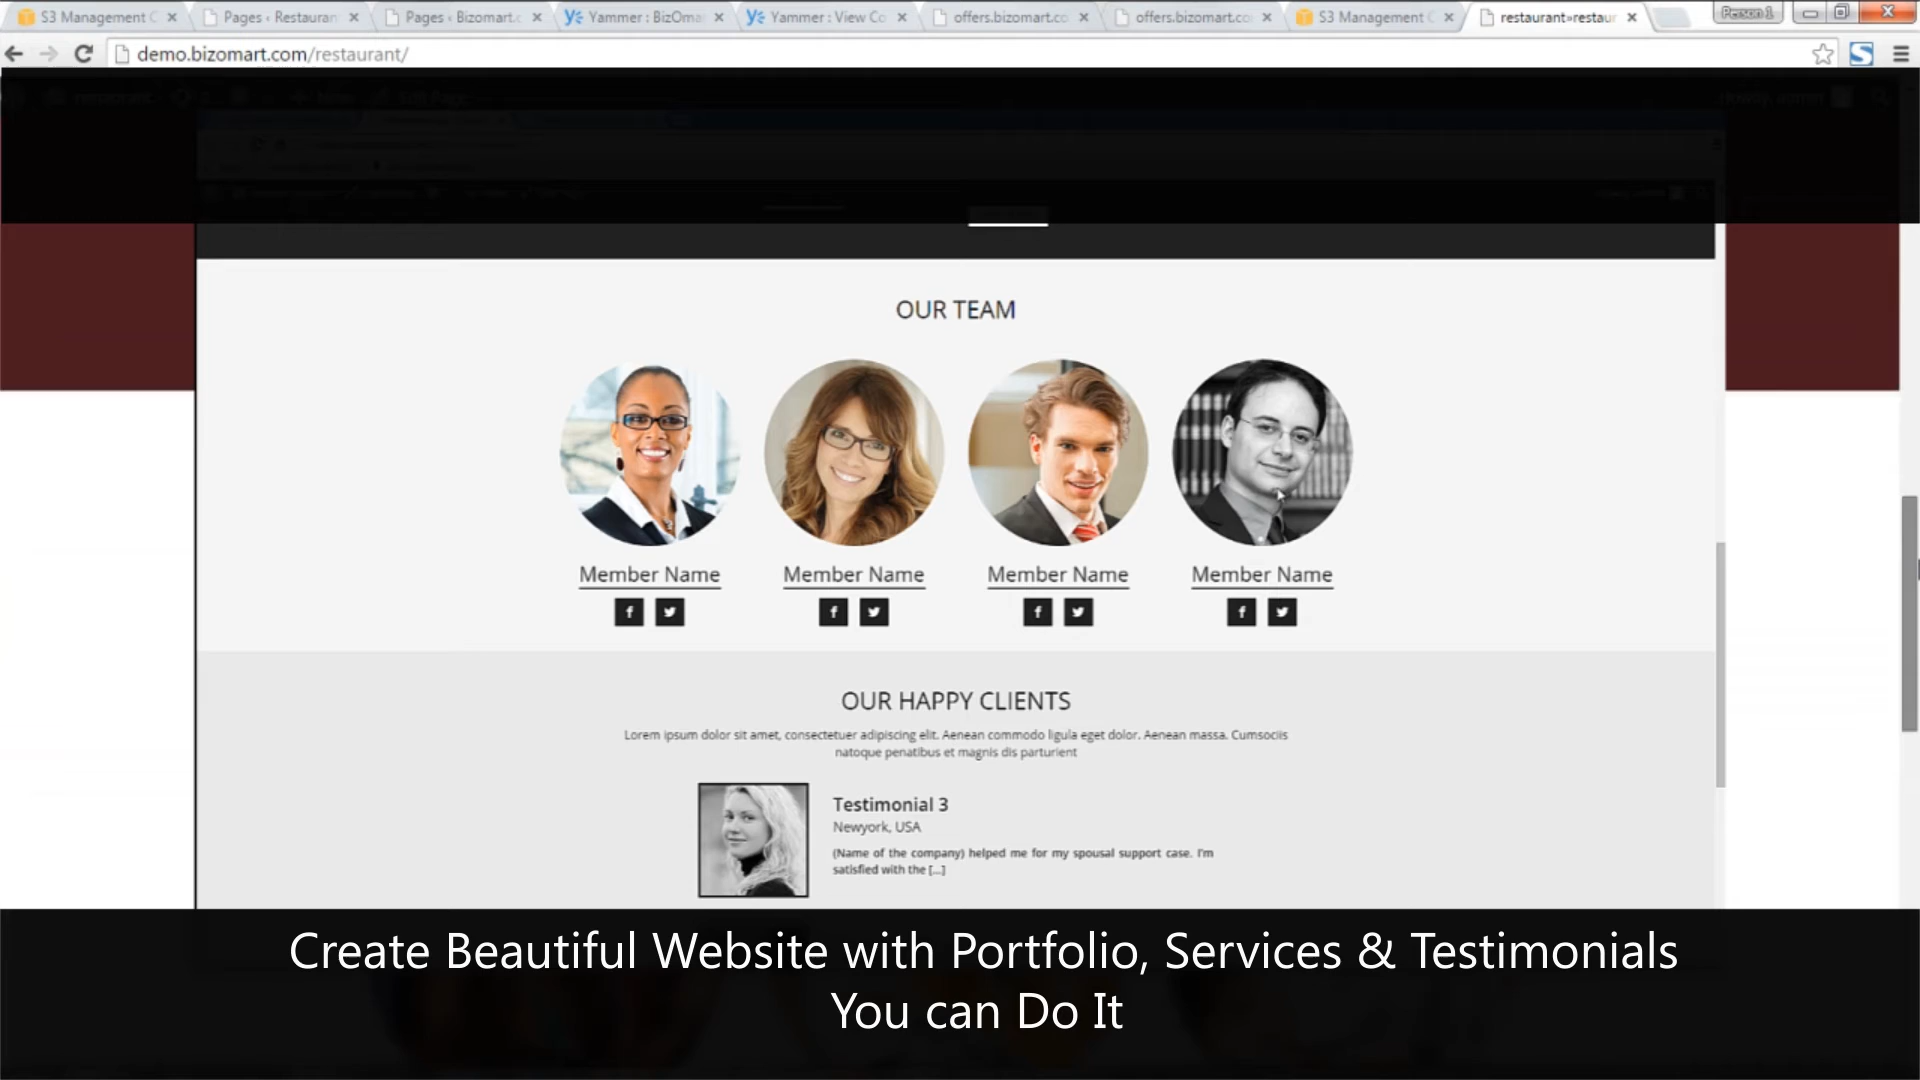 S3 Management C
Pages ‹ Restauran
Pages ‹ Bizomart.c
Yammer : BizOma
Yammer : View Co
offers.bizomart.co
offers.bizomart.co
S3 Management C
restaurant»restaur
Person 1
demo.bizomart.com/restaurant/
OUR TEAM
Member Name
Member Name
Member Name
Member Name
OUR HAPPY CLIENTS
Lorem ipsum dolor sit amet, consectetuer adipiscing elit. Aenean commodo ligula eget dolor. Aenean massa. Cumsociis
natoque penatibus et magnis dis parturient
Testimonial 3
Newyork, USA
(Name of the company) helped me for my spousal support case. I'm
satisfied with the [...]
Create Beautiful Website with Portfolio, Services & Testimonials
You can Do It